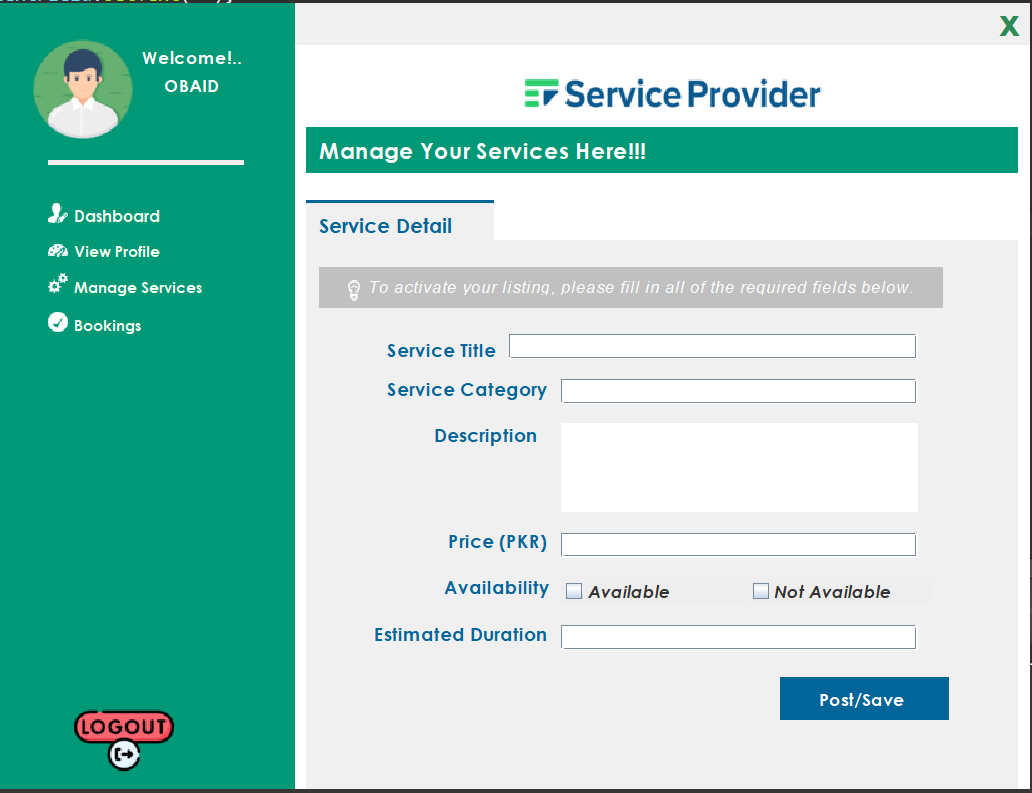 X
Welcome!..
OBAID
Service Provider
Manage Your Services Here!!!
Dashboard
View Profile
Manage Services
Bookings
Service Detail
To activate your listing, please fill in all of the required fields below.
Service Title
Service Category
Description
Price (PKR)
Availability Available Not Available
Estimated Duration
Post/Save
LOGOUT